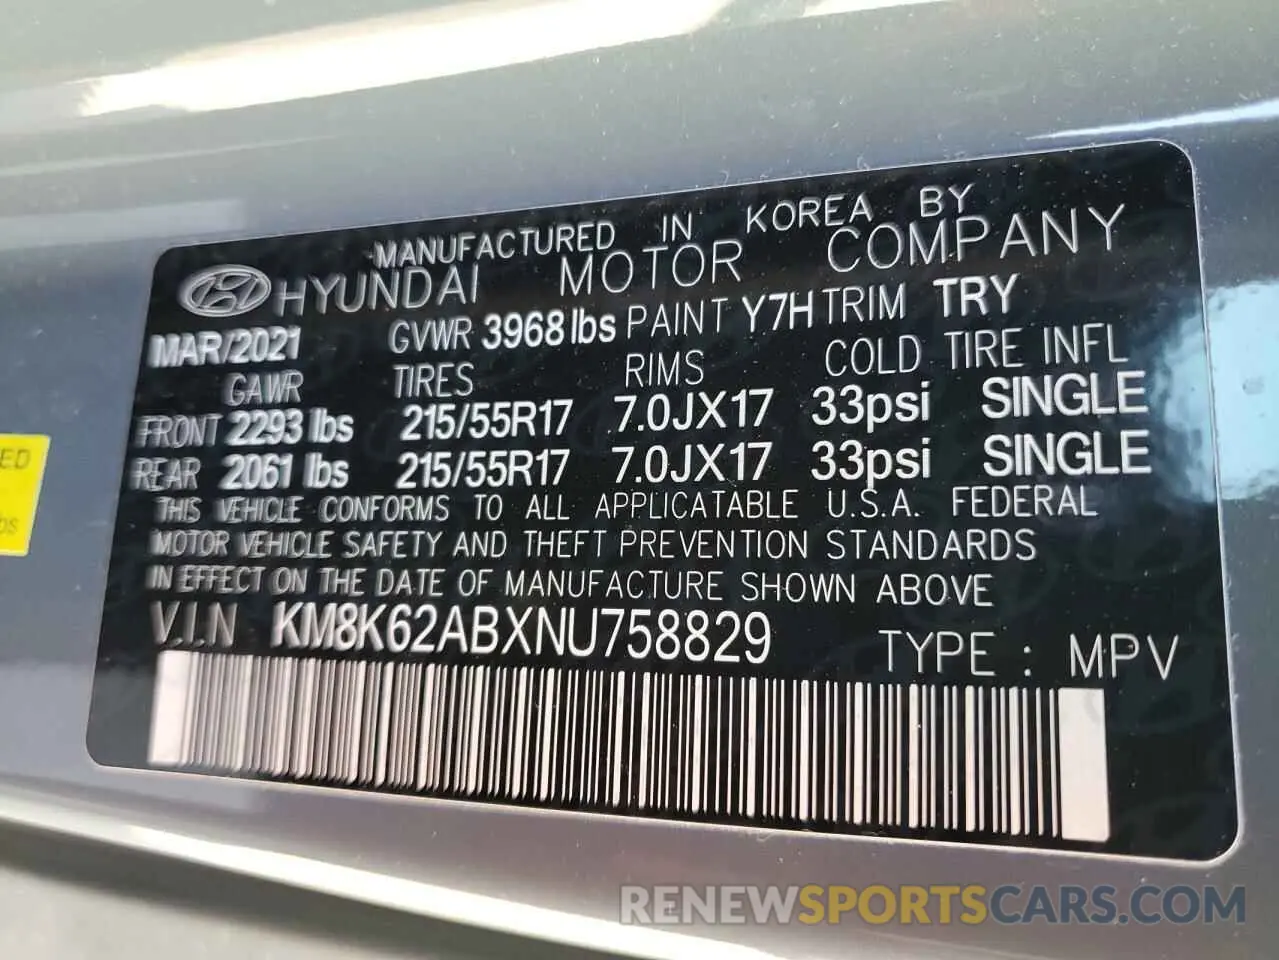 MANUFACTURED IN KOREA BY
HYUNDAI MOTOR COMPANY
MAR/2021 GVWR 3968 lbs PAINT Y7H TRIM TRY
GAWR TIRES RIMS COLD TIRE INFL
FRONT 2293 lbs 215/55R17 7.0JX17 33psi SINGLE
REAR 2061 lbs 215/55R17 7.0JX17 33psi SINGLE
THIS VEHICLE CONFORMS TO ALL APPLICATABLE U.S.A. FEDERAL
MOTOR VEHICLE SAFETY AND THEFT PREVENTION STANDARDS
IN EFFECT ON THE DATE OF MANUFACTURE SHOWN ABOVE
V.I.N KM8K62ABXNU758829 TYPE : MPV
ED
bs
RENEWSPORTSCARS.COM